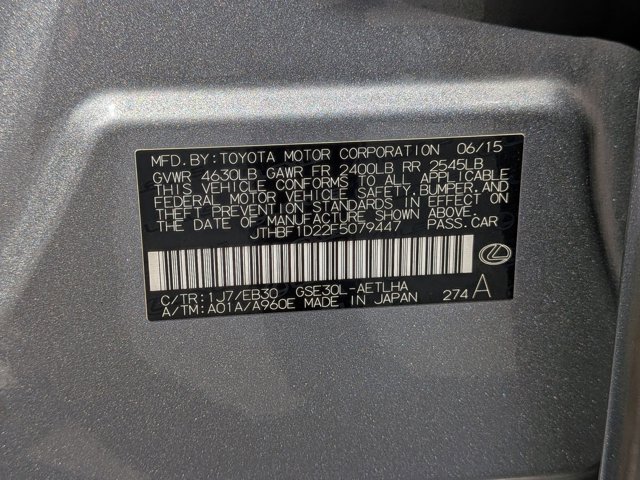 MFD. BY: TOYOTA MOTOR CORPORATION 06/15
GVWR 4630LB GAWR FR 2400LB RR 2545LB
THIS VEHICLE CONFORMS TO ALL APPLICABLE
FEDERAL MOTOR VEHICLE SAFETY, BUMPER, AND
THEFT PREVENTION STANDARDS IN EFFECT ON
THE DATE OF MANUFACTURE SHOWN ABOVE.
JTHBF1D22F5079447 PASS. CAR
C/TR: 1J7/EB30 GSE30L-AETLHA
A/TM: A01A/A960E MADE IN JAPAN 274 A